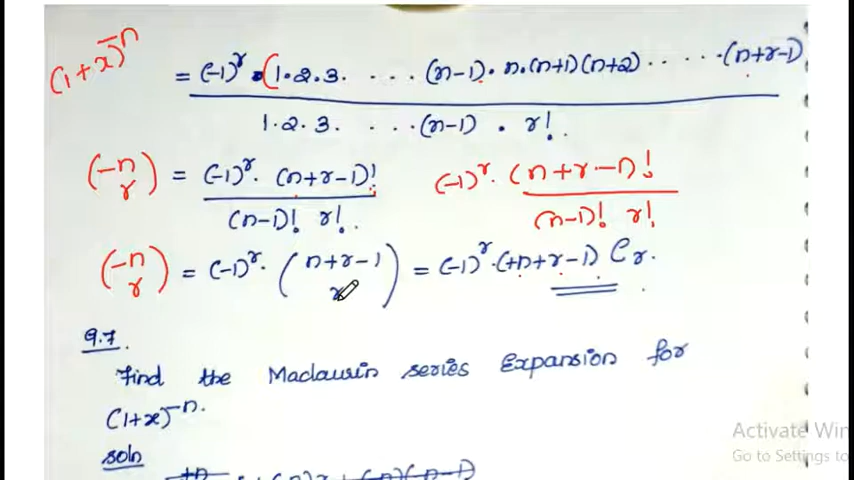 (1+x)^-n
= (-1)^r · (1·2·3· ... (n-1)· n·(n+1)(n+2) ..... (n+r-1)
1·2·3· ... (n-1) · r!
(-n r) = (-1)^r · (n+r-1)! (-1)^r · (n+r-1)!
(n-1)! r! (n-1)! r!
(-n r) = (-1)^r · (n+r-1 r) = (-1)^r · (+n+r-1) C r.
9.7
Find the Maclausin series Expansion for
(1+x)^-n.
soln
Activate Win
Go to Settings to